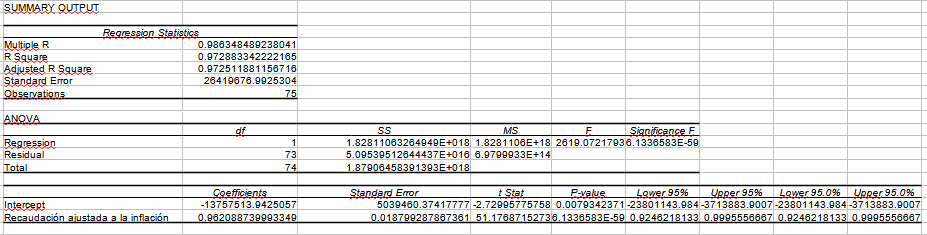 SUMMARY OUTPUT
Regression Statistics
Multiple R 0.986348489238041
R Square 0.972883342222165
Adjusted R Square 0.972511881156716
Standard Error 26419676.9925304
Observations 75
ANOVA
df SS MS F Significance F
Regression 1 1.82811063264949E+018 1.8281106E+18 2619.072179366.1336583E-59
Residual 73 5.09539512644437E+016 6.9799933E+14
Total 74 1.87906458391393E+018
Coefficients Standard Error t Stat P-value Lower 95% Upper 95% Lower 95.0% Upper 95.0%
Intercept -13757513.9425057 5039460.37417777 -2.72995775758 0.0079342371 -23801143.984 -3713883.9007 -23801143.984 -3713883.9007
Recaudación ajustada a la inflación 0.962088739993349 0.018799287867361 51.1768715273 6.1336583E-59 0.9246218133 0.9995556667 0.9246218133 0.9995556667